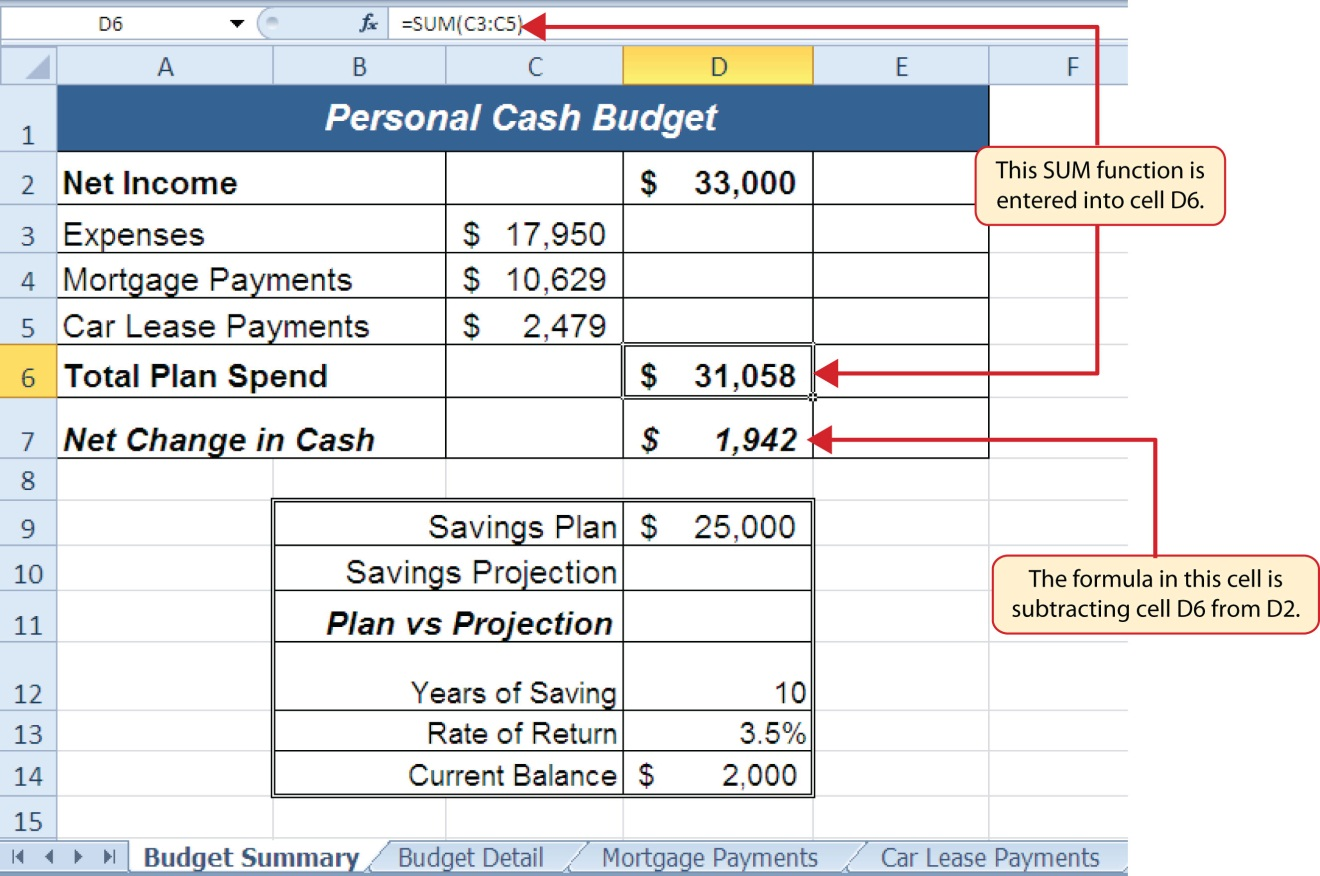 D6 fx =SUM(C3:C5)
A B C D E F
1 Personal Cash Budget
2 Net Income $ 33,000
3 Expenses $ 17,950
4 Mortgage Payments $ 10,629
5 Car Lease Payments $ 2,479
6 Total Plan Spend $ 31,058
7 Net Change in Cash $ 1,942
8
9 Savings Plan $ 25,000
10 Savings Projection
11 Plan vs Projection
12 Years of Saving 10
13 Rate of Return 3.5%
14 Current Balance $ 2,000
15
Budget Summary Budget Detail Mortgage Payments Car Lease Payments
This SUM function is
entered into cell D6.
The formula in this cell is
subtracting cell D6 from D2.